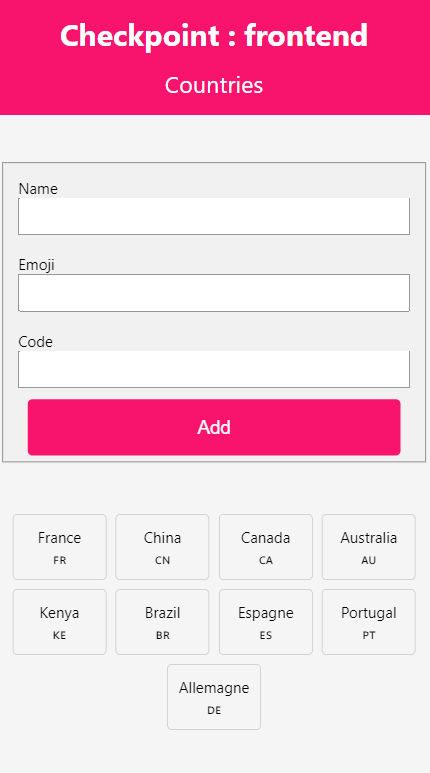 Checkpoint : frontend
Countries
Name
Emoji
Code
Add
France China Canada Australia
FR CN CA AU
Kenya Brazil Espagne Portugal
KE BR ES PT
Allemagne
DE